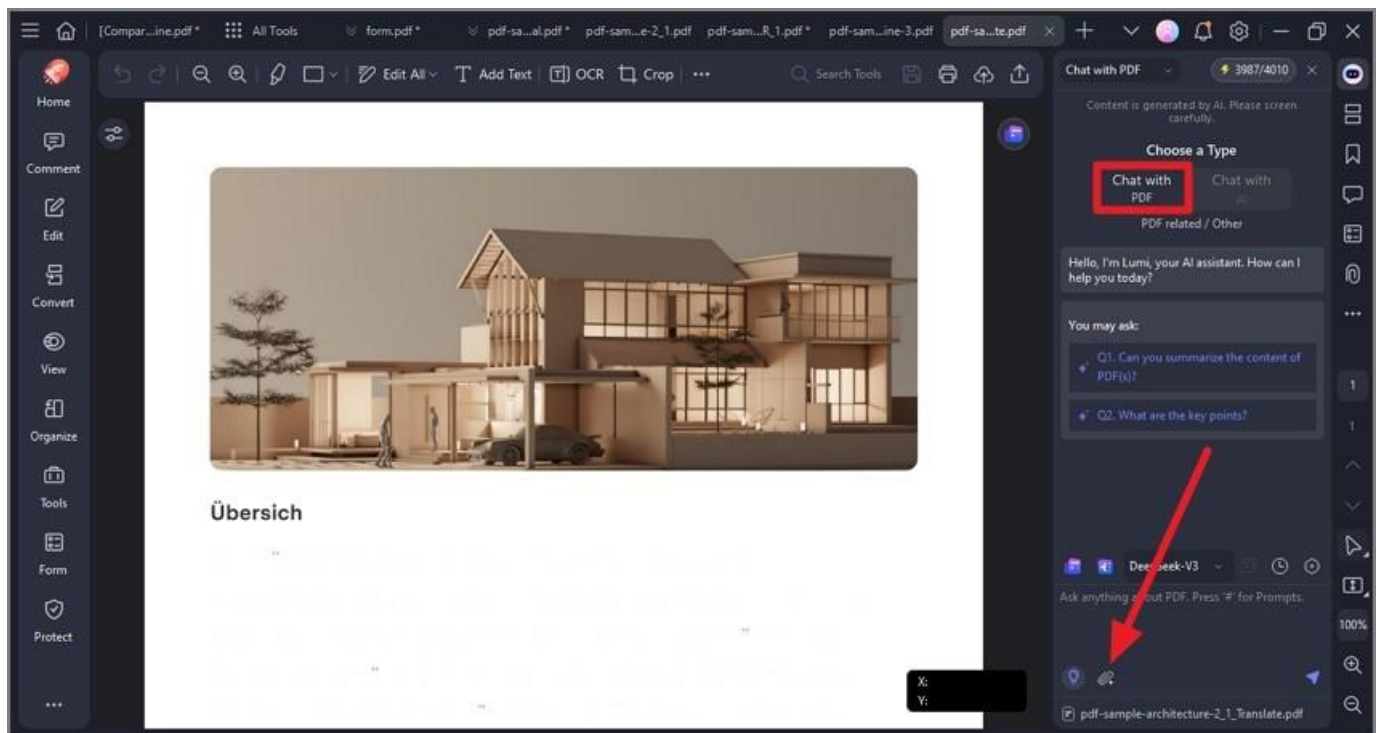 [Compar...ine.pdf *
All Tools
form.pdf *
pdf-sa...al.pdf *
pdf-sam...e-2_1.pdf
pdf-sam...R_1.pdf *
pdf-sam...ine-3.pdf
pdf-sa...te.pdf
Home
Comment
Edit
Convert
View
Organize
Tools
Form
Protect
Edit All
Add Text
OCR
Crop
Search Tools
Übersich
X:
Y:
Chat with PDF
3987/4010
Content is generated by AI. Please screen
carefully.
Choose a Type
Chat with
PDF
Chat with
AI
PDF related / Other
Hello, I'm Lumi, your AI assistant. How can I
help you today?
You may ask:
Q1. Can you summarize the content of
PDF(s)?
Q2. What are the key points?
DeepSeek-V3
Ask anything about PDF. Press '#' for Prompts.
pdf-sample-architecture-2_1_Translate.pdf
1
1
100%